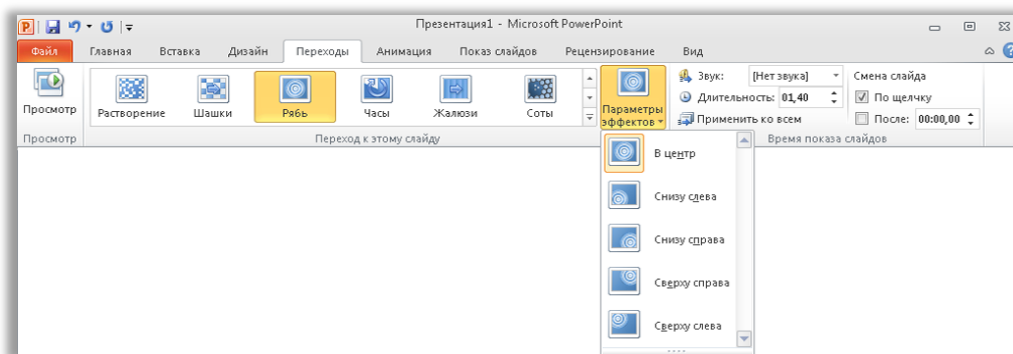 Презентация1 - Microsoft PowerPoint
Файл Главная Вставка Дизайн Переходы Анимация Показ слайдов Рецензирование Вид
Просмотр
Растворение Шашки Рябь Часы Жалюзи Соты
Параметры эффектов
Звук: [Нет звука]
Длительность: 01,40
Применить ко всем
Смена слайда
По щелчку
После: 00:00,00
Просмотр Переход к этому слайду Время показа слайдов
В центр
Снизу слева
Снизу справа
Сверху справа
Сверху слева